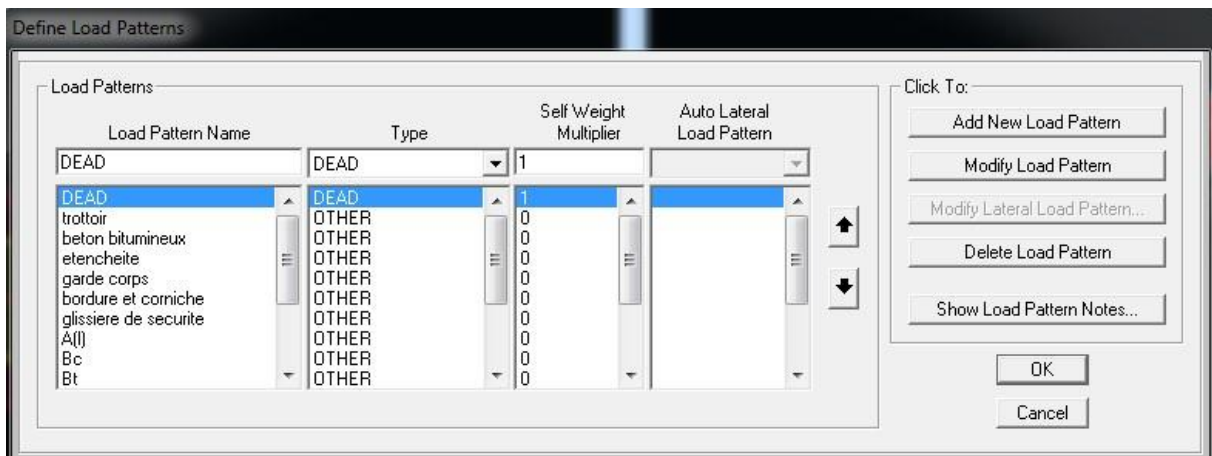 Define Load Patterns
Load Patterns
Click To:
Load Pattern Name Type Self Weight Multiplier Auto Lateral Load Pattern
DEAD DEAD 1
DEAD DEAD 1
trottoir OTHER 0
beton bitumineux OTHER 0
etencheite OTHER 0
garde corps OTHER 0
bordure et corniche OTHER 0
glissiere de securite OTHER 0
A(l) OTHER 0
Bc OTHER 0
Bt OTHER 0
Add New Load Pattern
Modify Load Pattern
Modify Lateral Load Pattern...
Delete Load Pattern
Show Load Pattern Notes...
OK
Cancel